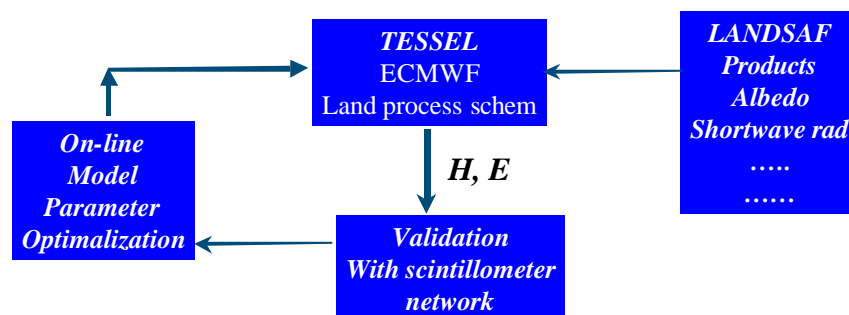 TESSEL
ECMWF
Land process schem
LANDSAF
Products
Albedo
Shortwave rad
.....
......
On-line
Model
Parameter
Optimalization
H, E
Validation
With scintillometer
network